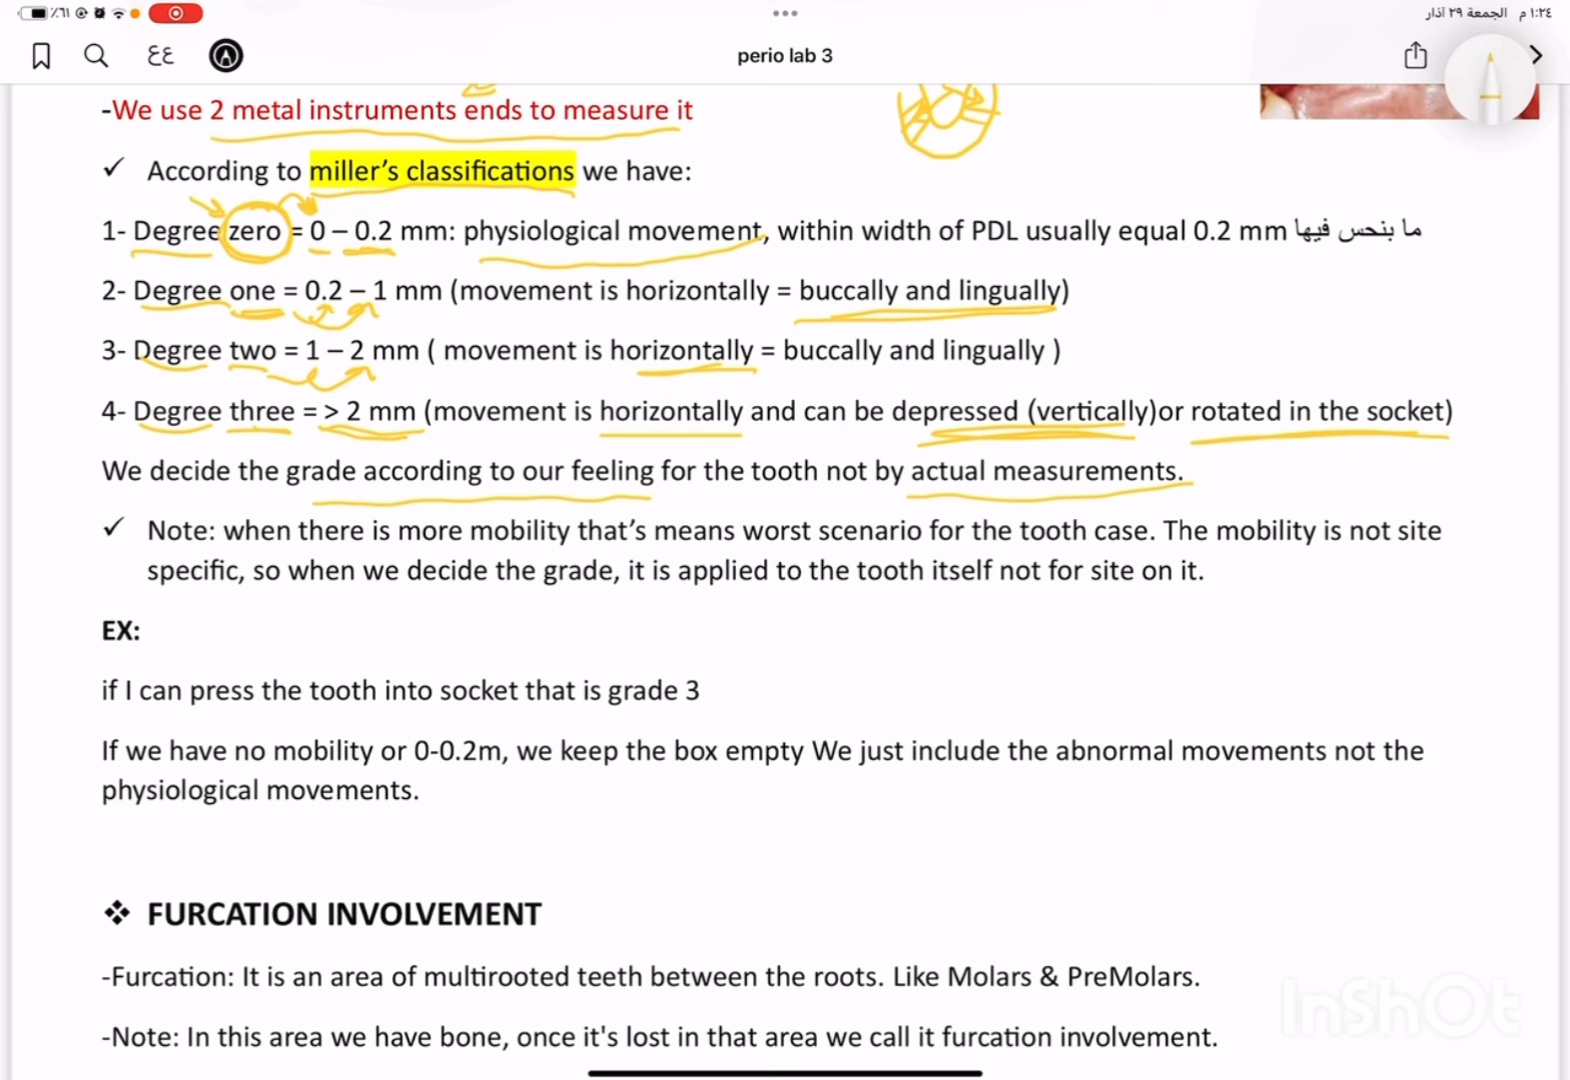 ٪٦١
١:٢٤ م الجمعة ٢٩ آذار
ع ع
perio lab 3
-We use 2 metal instruments ends to measure it
✓ According to miller's classifications we have:
1- Degree zero = 0 – 0.2 mm: physiological movement, within width of PDL usually equal 0.2 mm ما بنحس فيها
2- Degree one = 0.2 – 1 mm (movement is horizontally = buccally and lingually)
3- Degree two = 1 – 2 mm ( movement is horizontally = buccally and lingually )
4- Degree three = > 2 mm (movement is horizontally and can be depressed (vertically)or rotated in the socket)
We decide the grade according to our feeling for the tooth not by actual measurements.
✓ Note: when there is more mobility that's means worst scenario for the tooth case. The mobility is not site
specific, so when we decide the grade, it is applied to the tooth itself not for site on it.
EX:
if I can press the tooth into socket that is grade 3
If we have no mobility or 0-0.2m, we keep the box empty We just include the abnormal movements not the
physiological movements.
❖ FURCATION INVOLVEMENT
-Furcation: It is an area of multirooted teeth between the roots. Like Molars & PreMolars.
-Note: In this area we have bone, once it's lost in that area we call it furcation involvement.
InShOt